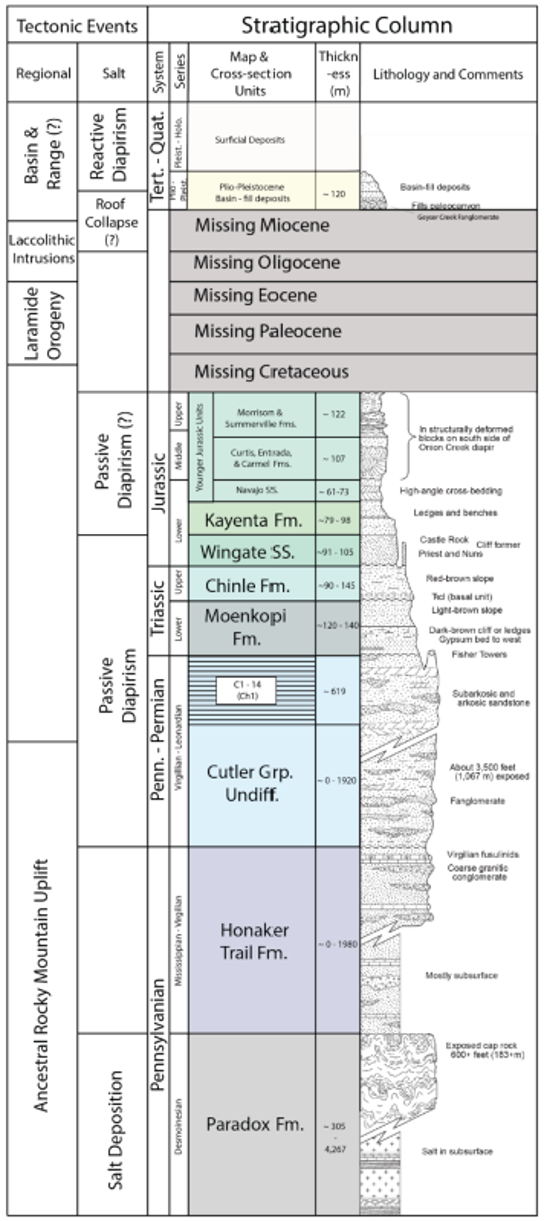 Tectonic Events
Stratigraphic Column
Regional
Salt
System
Series
Map &
Cross-section
Units
Thickn
-ess
(m)
Lithology and Comments
Basin &
Range (?)
Reactive
Diapirism
Tert. - Quat.
Pleist. - Holo.
Surficial Deposits
Plio -
Pleist.
Plio-Pleistocene
Basin - fill deposits
~ 120
Basin-fill deposits
Fills paleocanyon
Geyser Creek Fanglomerate
Roof
Collapse
(?)
Laccolithic
Intrusions
Laramide
Orogeny
Missing Miocene
Missing Oligocene
Missing Eocene
Missing Paleocene
Missing Cretaceous
Passive
Diapirism (?)
Jurassic
Upper
Middle
Lower
Younger Jurassic Units
Morrison &
Summerville Fms.
~ 122
Curtis, Entrada,
& Carmel Fms.
~ 107
In structurally deformed
blocks on south side of
Onion Creek diapir
Navajo SS.
~ 61-73
High-angle cross-bedding
Kayenta Fm.
~79 - 98
Ledges and benches
Wingate SS.
~91 - 105
Castle Rock
Cliff former
Priest and Nuns
Triassic
Upper
Lower
Chinle Fm.
~90 - 145
Red-brown slope
Ћcl (basal unit)
Light-brown slope
Moenkopi
Fm.
~120 - 140
Dark-brown cliff or ledges
Gypsum bed to west
Fisher Towers
Passive
Diapirism
Penn. - Permian
Virgillian - Leonardian
C1 - 14
(Ch1)
~ 619
Subarkosic and
arkosic sandstone
Cutler Grp.
Undiff.
~ 0 - 1920
About 3,500 feet
(1,067 m) exposed
Fanglomerate
Ancestral Rocky Mountain Uplift
Pennsylvanian
Mississippian - Virgilian
Honaker
Trail Fm.
~ 0 - 1980
Virgilian fusulinids
Coarse granitic
conglomerate
Mostly subsurface
Salt Deposition
Desmoinesian
Paradox Fm.
~ 305
-
4,267
Exposed cap rock
600+ feet (183+m)
Salt in subsurface